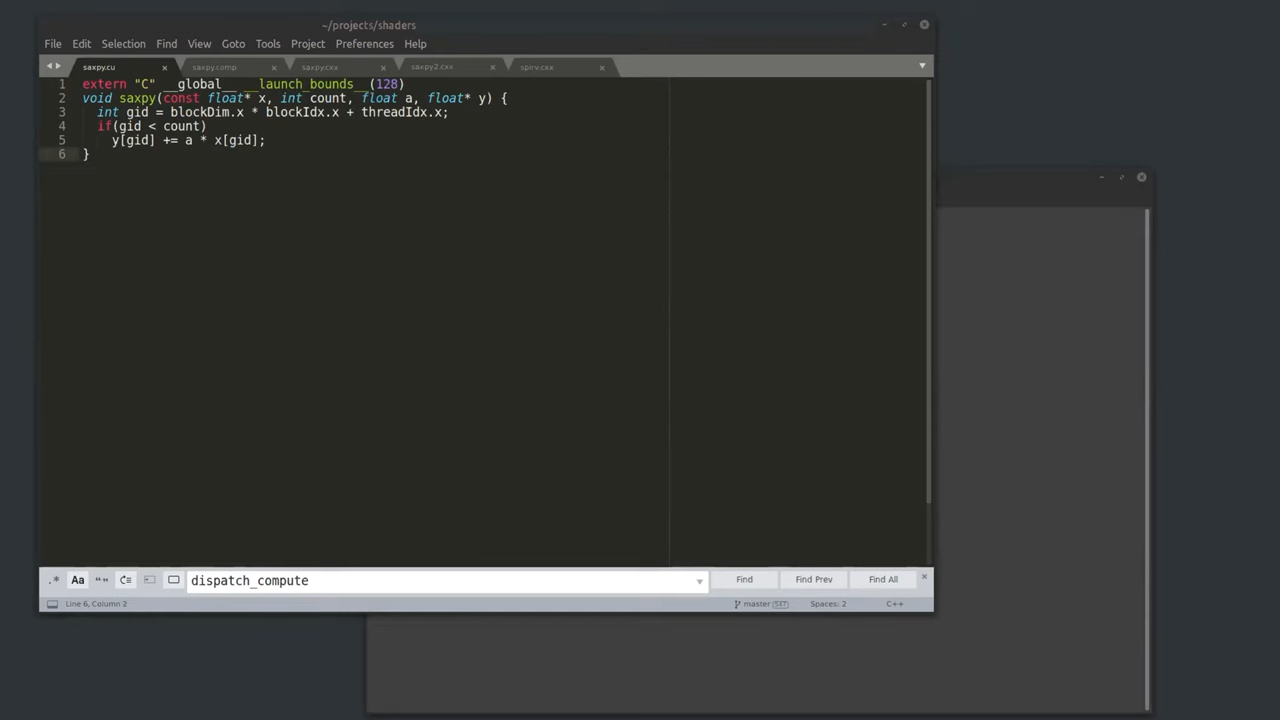 ~/projects/shaders
File Edit Selection Find View Goto Tools Project Preferences Help
saxpy.cu saxpy.comp saxpy.cxx saxpy2.cxx spirv.cxx
1 extern "C" __global__ __launch_bounds__(128)
2 void saxpy(const float* x, int count, float a, float* y) {
3 int gid = blockDim.x * blockIdx.x + threadIdx.x;
4 if(gid < count)
5 y[gid] += a * x[gid];
6 }
.* Aa “” dispatch_compute Find Find Prev Find All
Line 6, Column 2 master Spaces: 2 C++